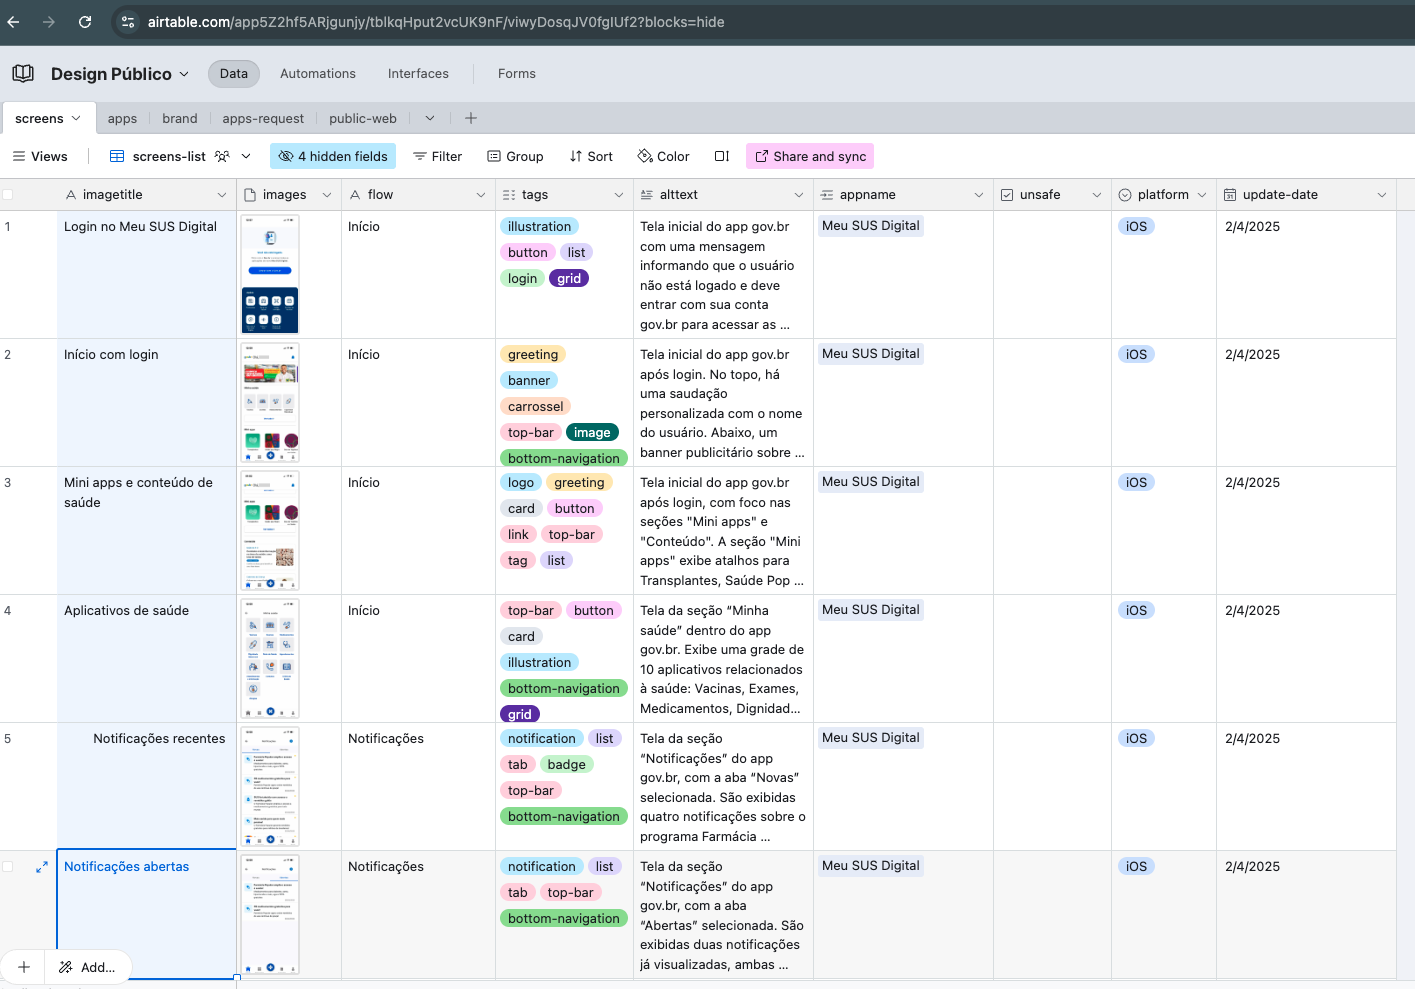 airtable.com/app5Z2hf5ARjgunjy/tblkqHput2vcUK9nF/viwyDosqJV0fgIUf2?blocks=hide
Design Público
Data
Automations
Interfaces
Forms
screens
apps
brand
apps-request
public-web
Views
screens-list
4 hidden fields
Filter
Group
Sort
Color
Share and sync
imagetitle
images
flow
tags
alttext
appname
unsafe
platform
update-date
1
Login no Meu SUS Digital
Início
illustration
button list
login grid
Tela inicial do app gov.br
com uma mensagem
informando que o usuário
não está logado e deve
entrar com sua conta
gov.br para acessar as ...
Meu SUS Digital
iOS
2/4/2025
2
Início com login
Início
greeting
banner
carrossel
top-bar image
bottom-navigation
Tela inicial do app gov.br
após login. No topo, há
uma saudação
personalizada com o nome
do usuário. Abaixo, um
banner publicitário sobre ...
Meu SUS Digital
iOS
2/4/2025
3
Mini apps e conteúdo de
saúde
Início
logo greeting
card button
link top-bar
tag list
Tela inicial do app gov.br
após login, com foco nas
seções "Mini apps" e
"Conteúdo". A seção "Mini
apps" exibe atalhos para
Transplantes, Saúde Pop ...
Meu SUS Digital
iOS
2/4/2025
4
Aplicativos de saúde
Início
top-bar button
card
illustration
bottom-navigation
grid
Tela da seção “Minha
saúde” dentro do app
gov.br. Exibe uma grade de
10 aplicativos relacionados
à saúde: Vacinas, Exames,
Medicamentos, Dignidad...
Meu SUS Digital
iOS
2/4/2025
5
Notificações recentes
Notificações
notification list
tab badge
top-bar
bottom-navigation
Tela da seção
“Notificações” do app
gov.br, com a aba “Novas”
selecionada. São exibidas
quatro notificações sobre o
programa Farmácia ...
Meu SUS Digital
iOS
2/4/2025
Notificações abertas
Notificações
notification list
tab top-bar
bottom-navigation
Tela da seção
“Notificações” do app
gov.br, com a aba
“Abertas” selecionada. São
exibidas duas notificações
já visualizadas, ambas ...
Meu SUS Digital
iOS
2/4/2025
Add...